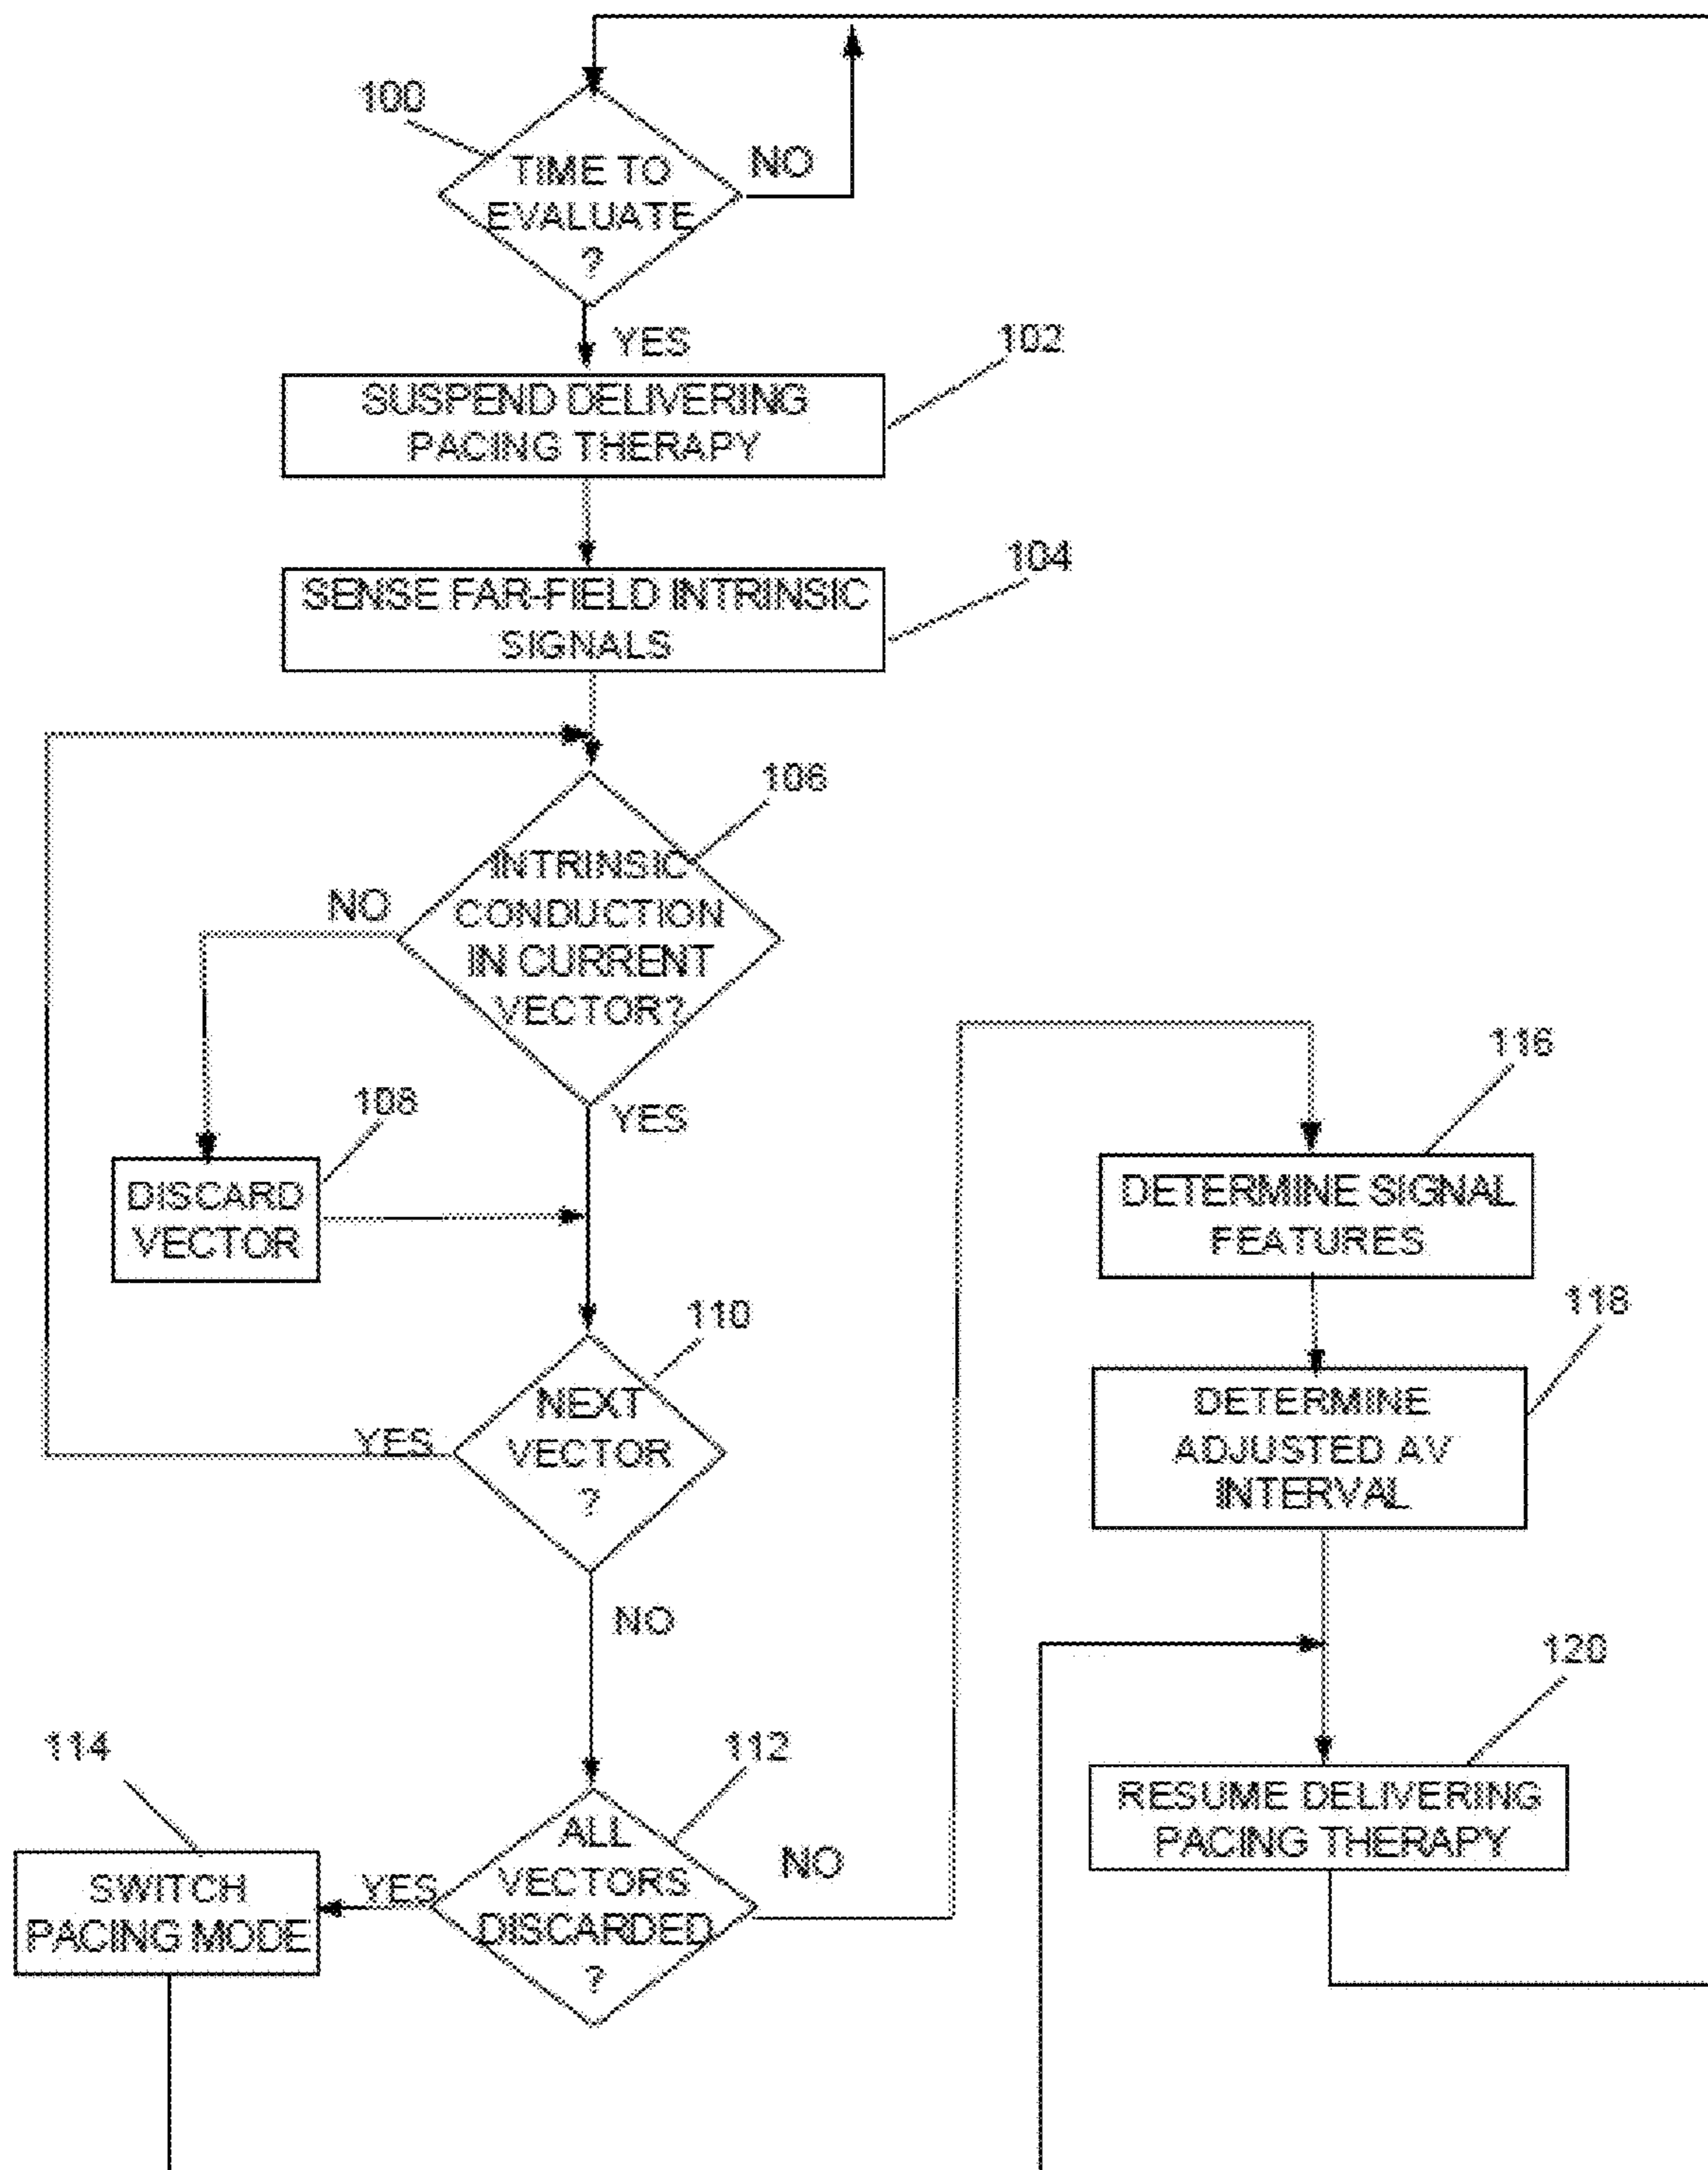 100
TIME TO
EVALUATE
?
NO
YES
102
SUSPEND DELIVERING
PACING THERAPY
104
SENSE FAR-FIELD INTRINSIC
SIGNALS
106
INTRINSIC
CONDUCTION
IN CURRENT
VECTOR?
NO
YES
108
DISCARD
VECTOR
110
NEXT
VECTOR
?
YES
NO
112
ALL
VECTORS
DISCARDED
?
YES
NO
114
SWITCH
PACING MODE
116
DETERMINE SIGNAL
FEATURES
118
DETERMINE
ADJUSTED AV
INTERVAL
120
RESUME DELIVERING
PACING THERAPY